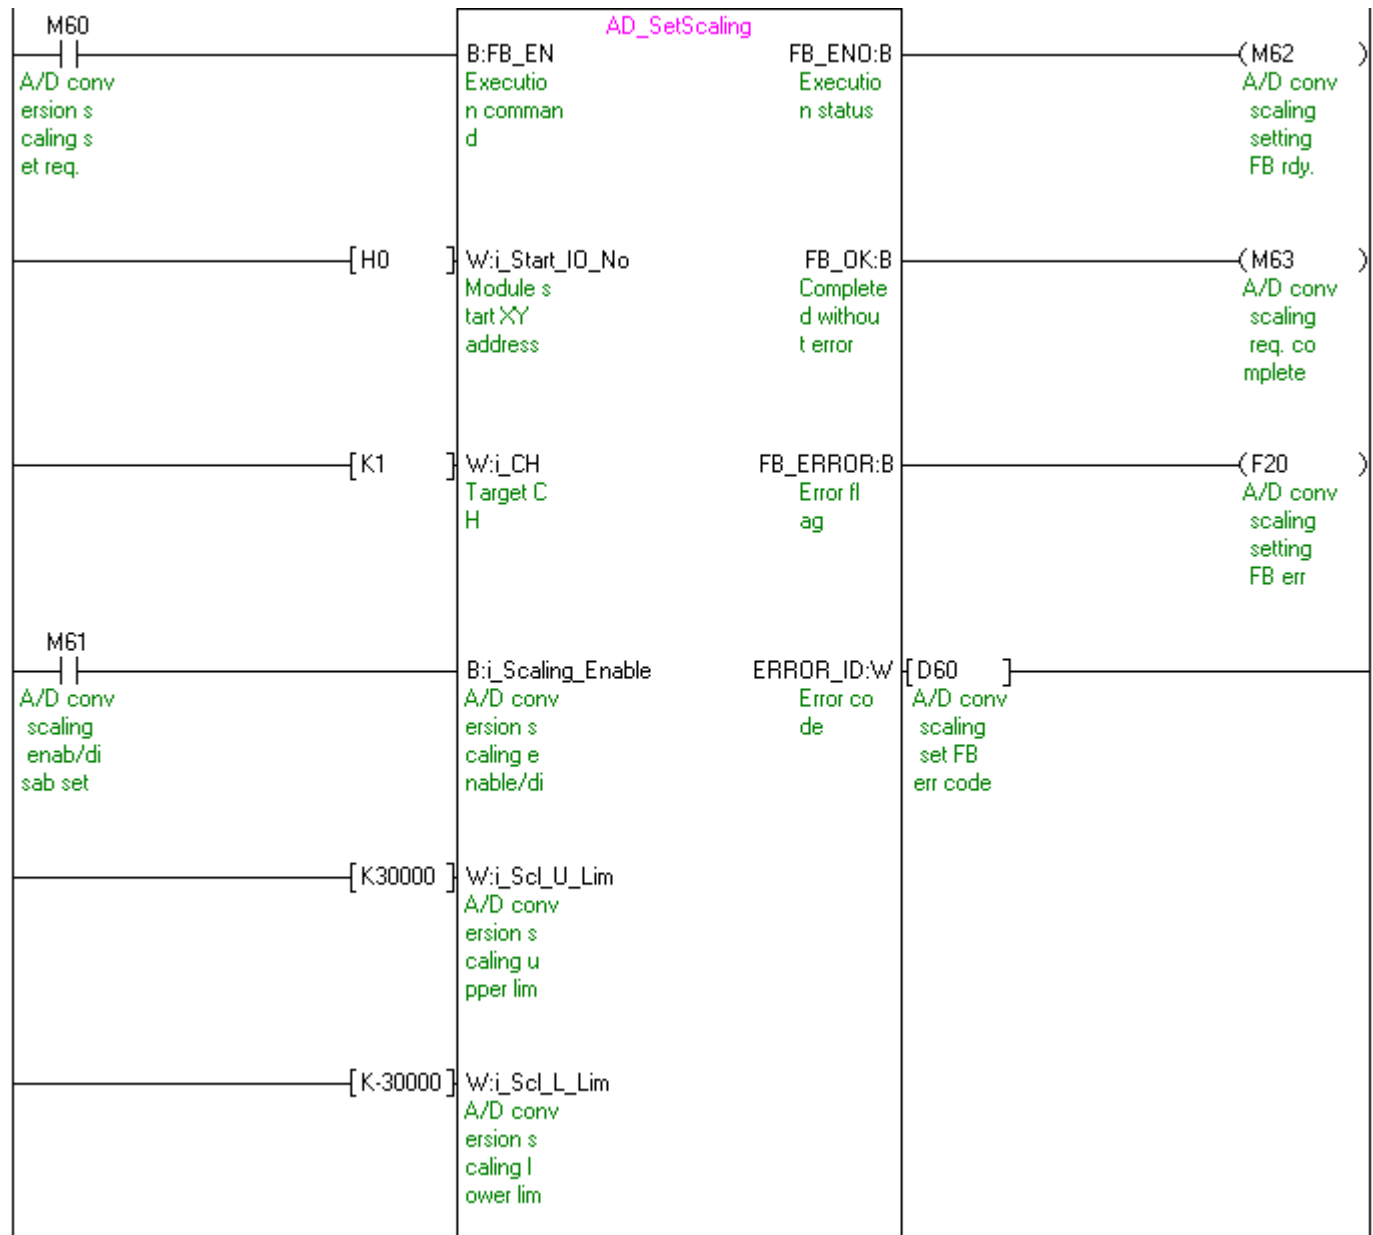 AD_SetScaling
M60
B:FB_EN
FB_ENO:B
(M62 )
A/D conv
ersion s
caling s
et req.
Executio
n comman
d
Executio
n status
A/D conv
scaling
setting
FB rdy.
[H0 ]
W:i_Start_IO_No
FB_OK:B
(M63 )
Module s
tart XY
address
Complete
d withou
t error
A/D conv
scaling
req. co
mplete
[K1 ]
W:i_CH
FB_ERROR:B
(F20 )
Target C
H
Error fl
ag
A/D conv
scaling
setting
FB err
M61
B:i_Scaling_Enable
ERROR_ID:W
[D60 ]
A/D conv
scaling
enab/di
sab set
A/D conv
ersion s
caling e
nable/di
Error co
de
A/D conv
scaling
set FB
err code
[K30000 ]
W:i_Scl_U_Lim
A/D conv
ersion s
caling u
pper lim
[K-30000 ]
W:i_Scl_L_Lim
A/D conv
ersion s
caling l
ower lim